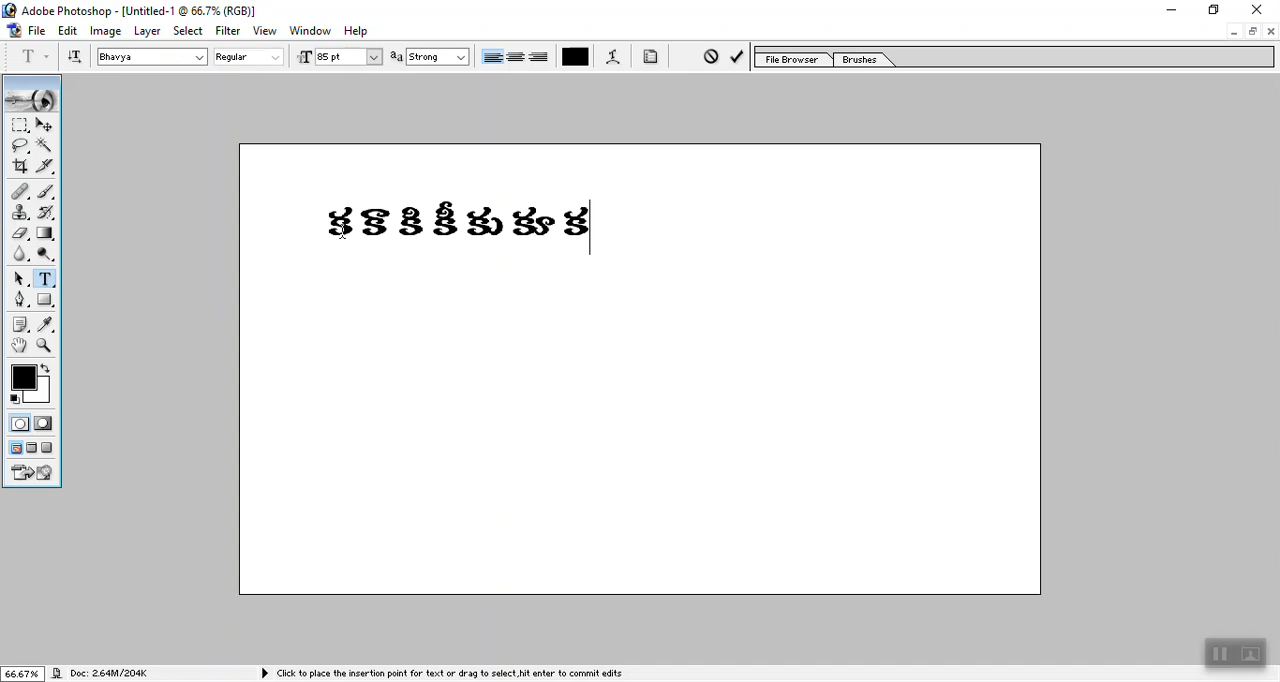 Adobe Photoshop - [Untitled-1 @ 66.7% (RGB)]
File Edit Image Layer Select Filter View Window Help
T Bhavya Regular 85 pt aa Strong File Browser Brushes
క కా కి కీ కు కూ క
66.67% Doc: 2.64M/204K Click to place the insertion point for text or drag to select,hit enter to commit edits